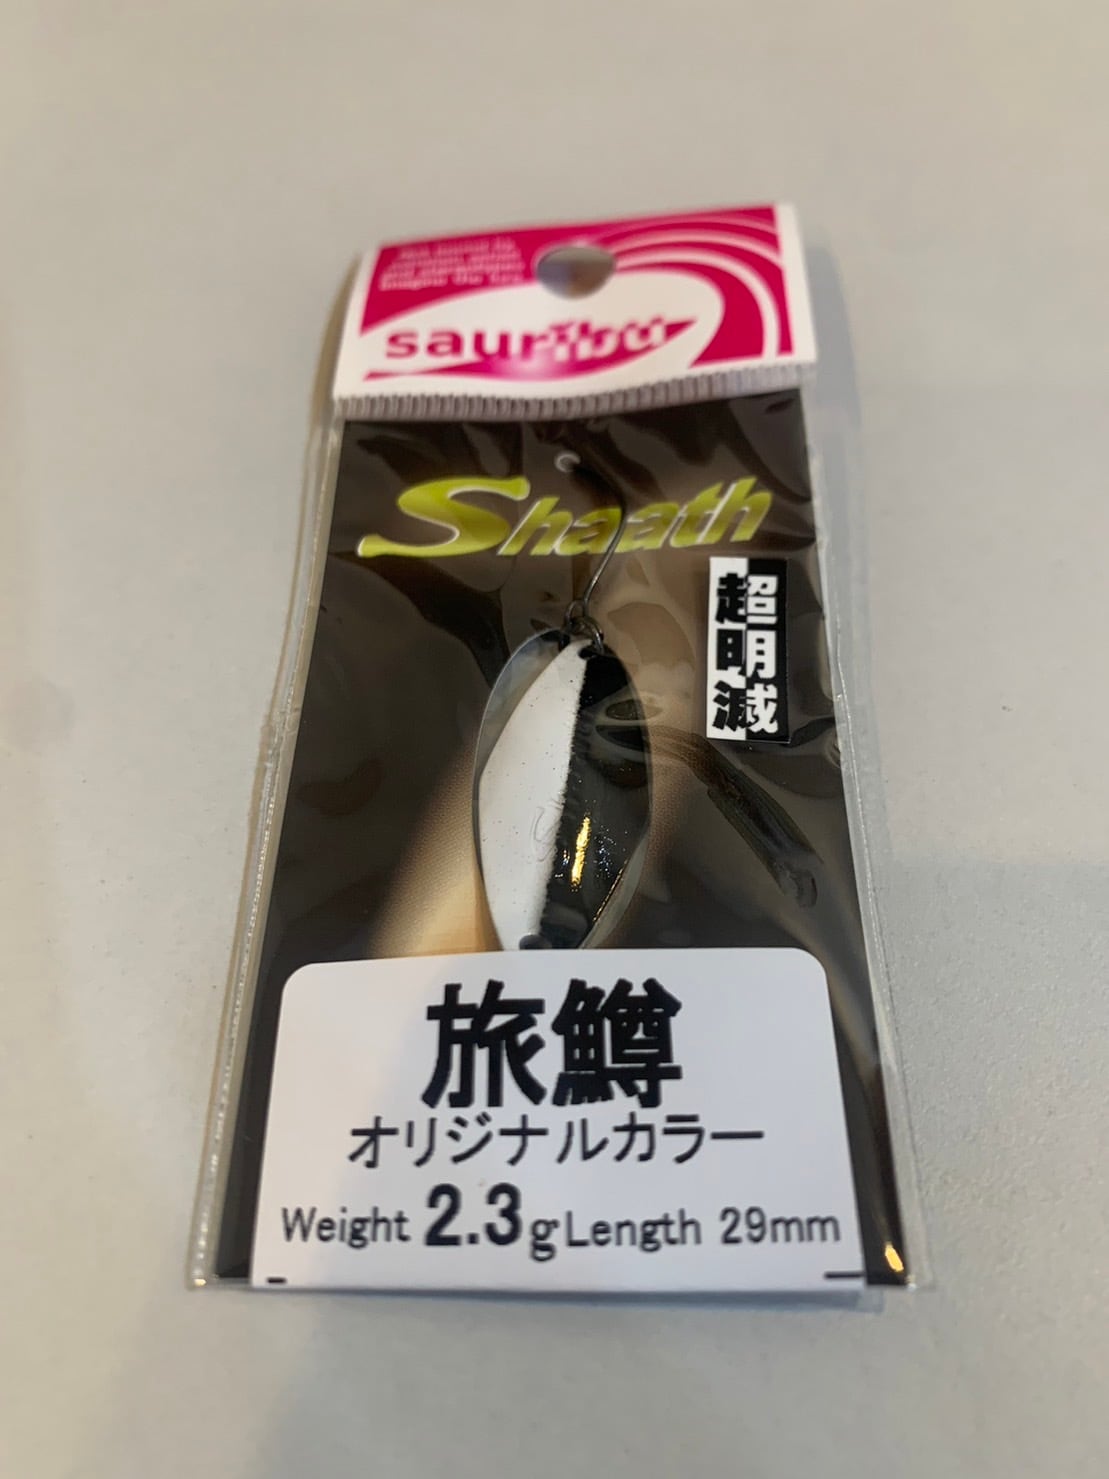 sauribu
Shaath
超明滅
旅鱒
オリジナルカラー
Weight 2.3g Length 29mm